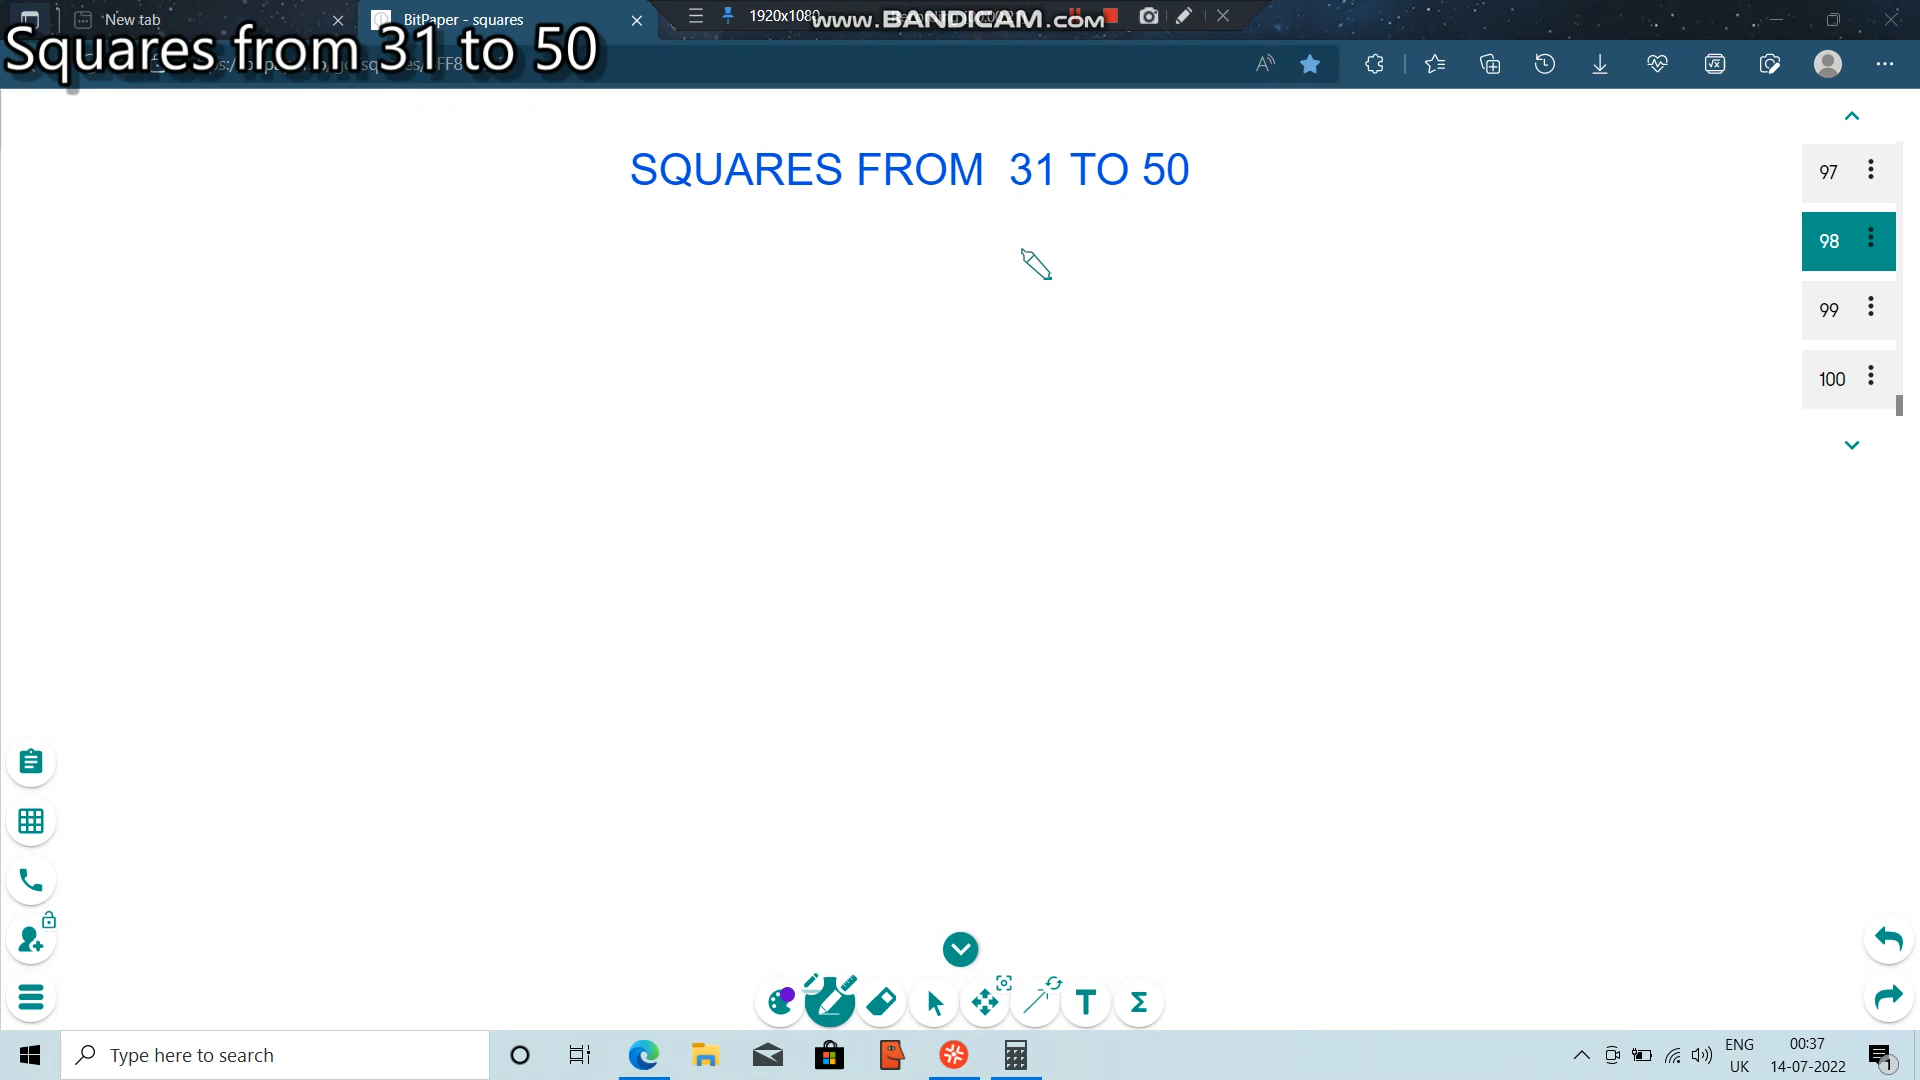 New tab
BitPaper - squares
1920x1080
www.BANDICAM.com
Squares from 31 to 50
SQUARES FROM 31 TO 50
97
98
99
100
T
Σ
Type here to search
ENG
UK
00:37
14-07-2022
1